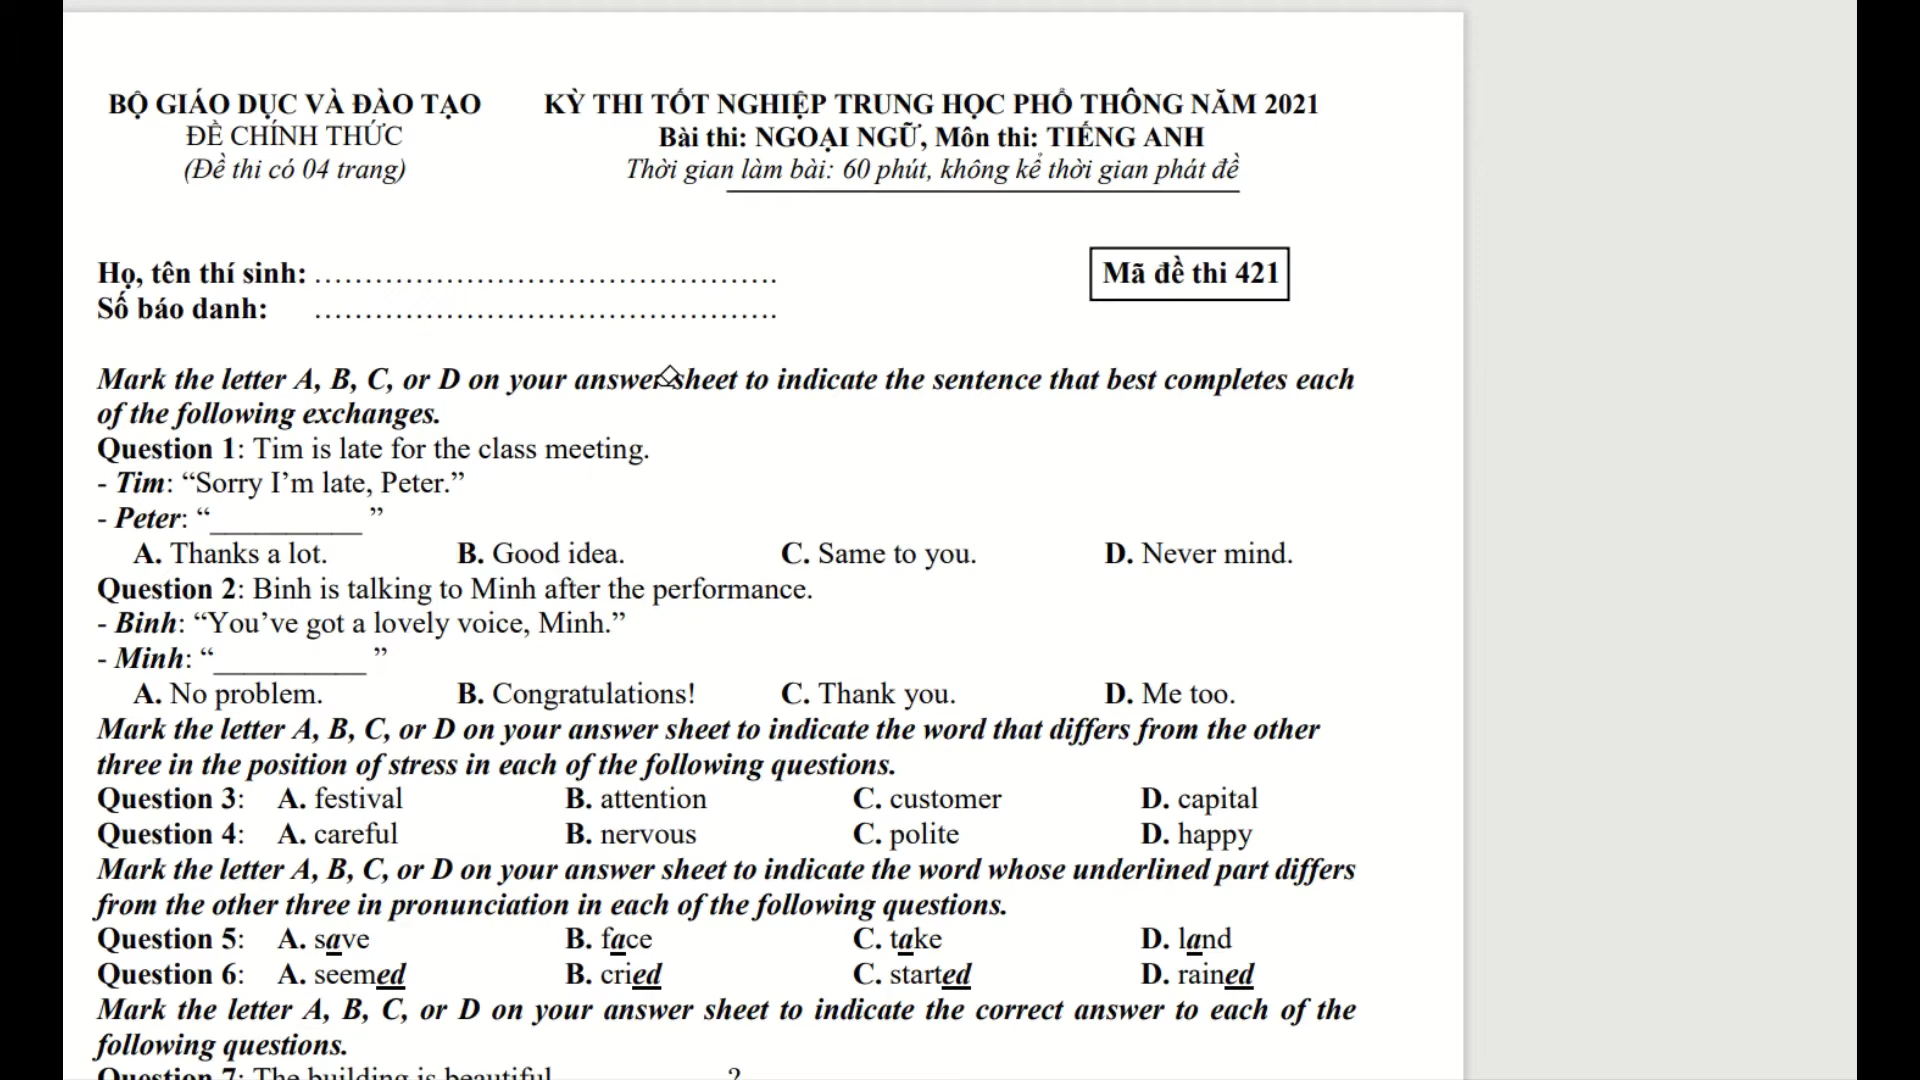 BỘ GIÁO DỤC VÀ ĐÀO TẠO
ĐỀ CHÍNH THỨC
(Đề thi có 04 trang)
KỲ THI TỐT NGHIỆP TRUNG HỌC PHỔ THÔNG NĂM 2021
Bài thi: NGOẠI NGỮ, Môn thi: TIẾNG ANH
Thời gian làm bài: 60 phút, không kể thời gian phát đề
Họ, tên thí sinh: ……………………………………….
Số báo danh: ……………………………………….
Mã đề thi 421
Mark the letter A, B, C, or D on your answer sheet to indicate the sentence that best completes each
of the following exchanges.
Question 1: Tim is late for the class meeting.
- Tim: “Sorry I’m late, Peter.”
- Peter: “__________ ”
A. Thanks a lot. B. Good idea. C. Same to you. D. Never mind.
Question 2: Binh is talking to Minh after the performance.
- Binh: “You’ve got a lovely voice, Minh.”
- Minh: “__________ ”
A. No problem. B. Congratulations! C. Thank you. D. Me too.
Mark the letter A, B, C, or D on your answer sheet to indicate the word that differs from the other
three in the position of stress in each of the following questions.
Question 3: A. festival B. attention C. customer D. capital
Question 4: A. careful B. nervous C. polite D. happy
Mark the letter A, B, C, or D on your answer sheet to indicate the word whose underlined part differs
from the other three in pronunciation in each of the following questions.
Question 5: A. save B. face C. take D. land
Question 6: A. seemed B. cried C. started D. rained
Mark the letter A, B, C, or D on your answer sheet to indicate the correct answer to each of the
following questions.
Question 7: The building is beautiful, __________?